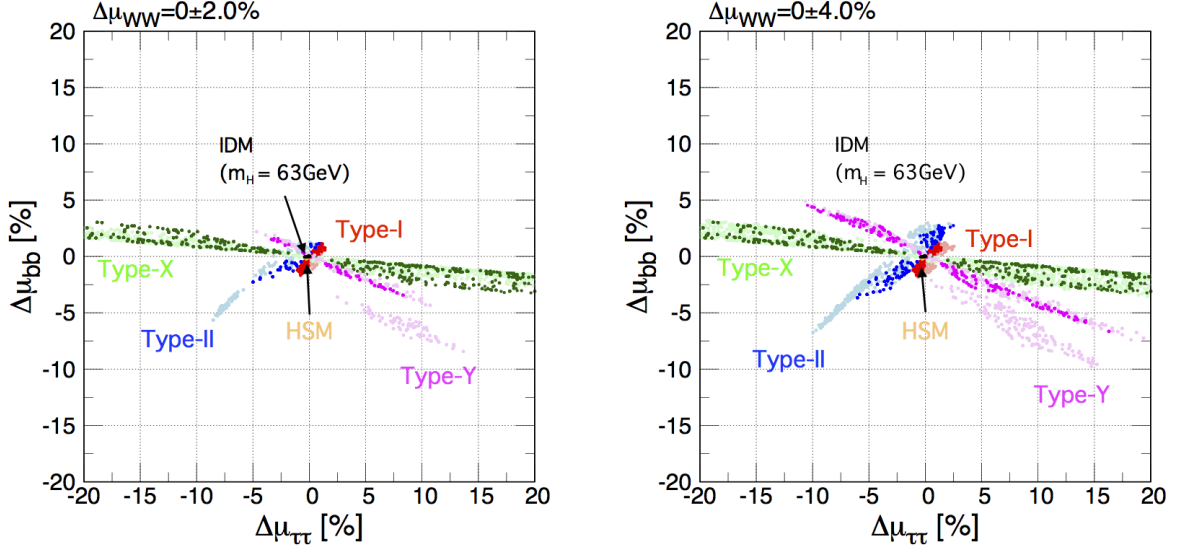 Δμ_WW=0±2.0%
20
15
10
5
0
-5
-10
-15
-20
Δμ_bb [%]
IDM
(m_H = 63GeV)
Type-I
Type-X
Type-II
HSM
Type-Y
-20 -15 -10 -5 0 5 10 15 20
Δμ_ττ [%]
Δμ_WW=0±4.0%
20
15
10
5
0
-5
-10
-15
-20
Δμ_bb [%]
IDM
(m_H = 63GeV)
Type-I
Type-X
Type-II
HSM
Type-Y
-20 -15 -10 -5 0 5 10 15 20
Δμ_ττ [%]